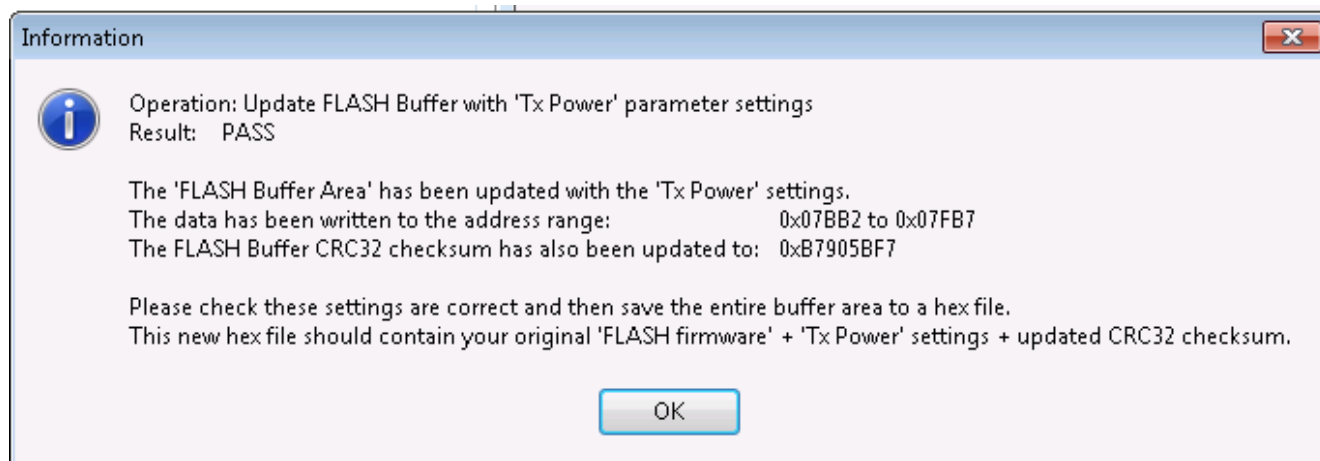 Information
Operation: Update FLASH Buffer with 'Tx Power' parameter settings
Result: PASS
The 'FLASH Buffer Area' has been updated with the 'Tx Power' settings.
The data has been written to the address range: 0x07BB2 to 0x07FB7
The FLASH Buffer CRC32 checksum has also been updated to: 0xB7905BF7
Please check these settings are correct and then save the entire buffer area to a hex file.
This new hex file should contain your original 'FLASH firmware' + 'Tx Power' settings + updated CRC32 checksum.
OK